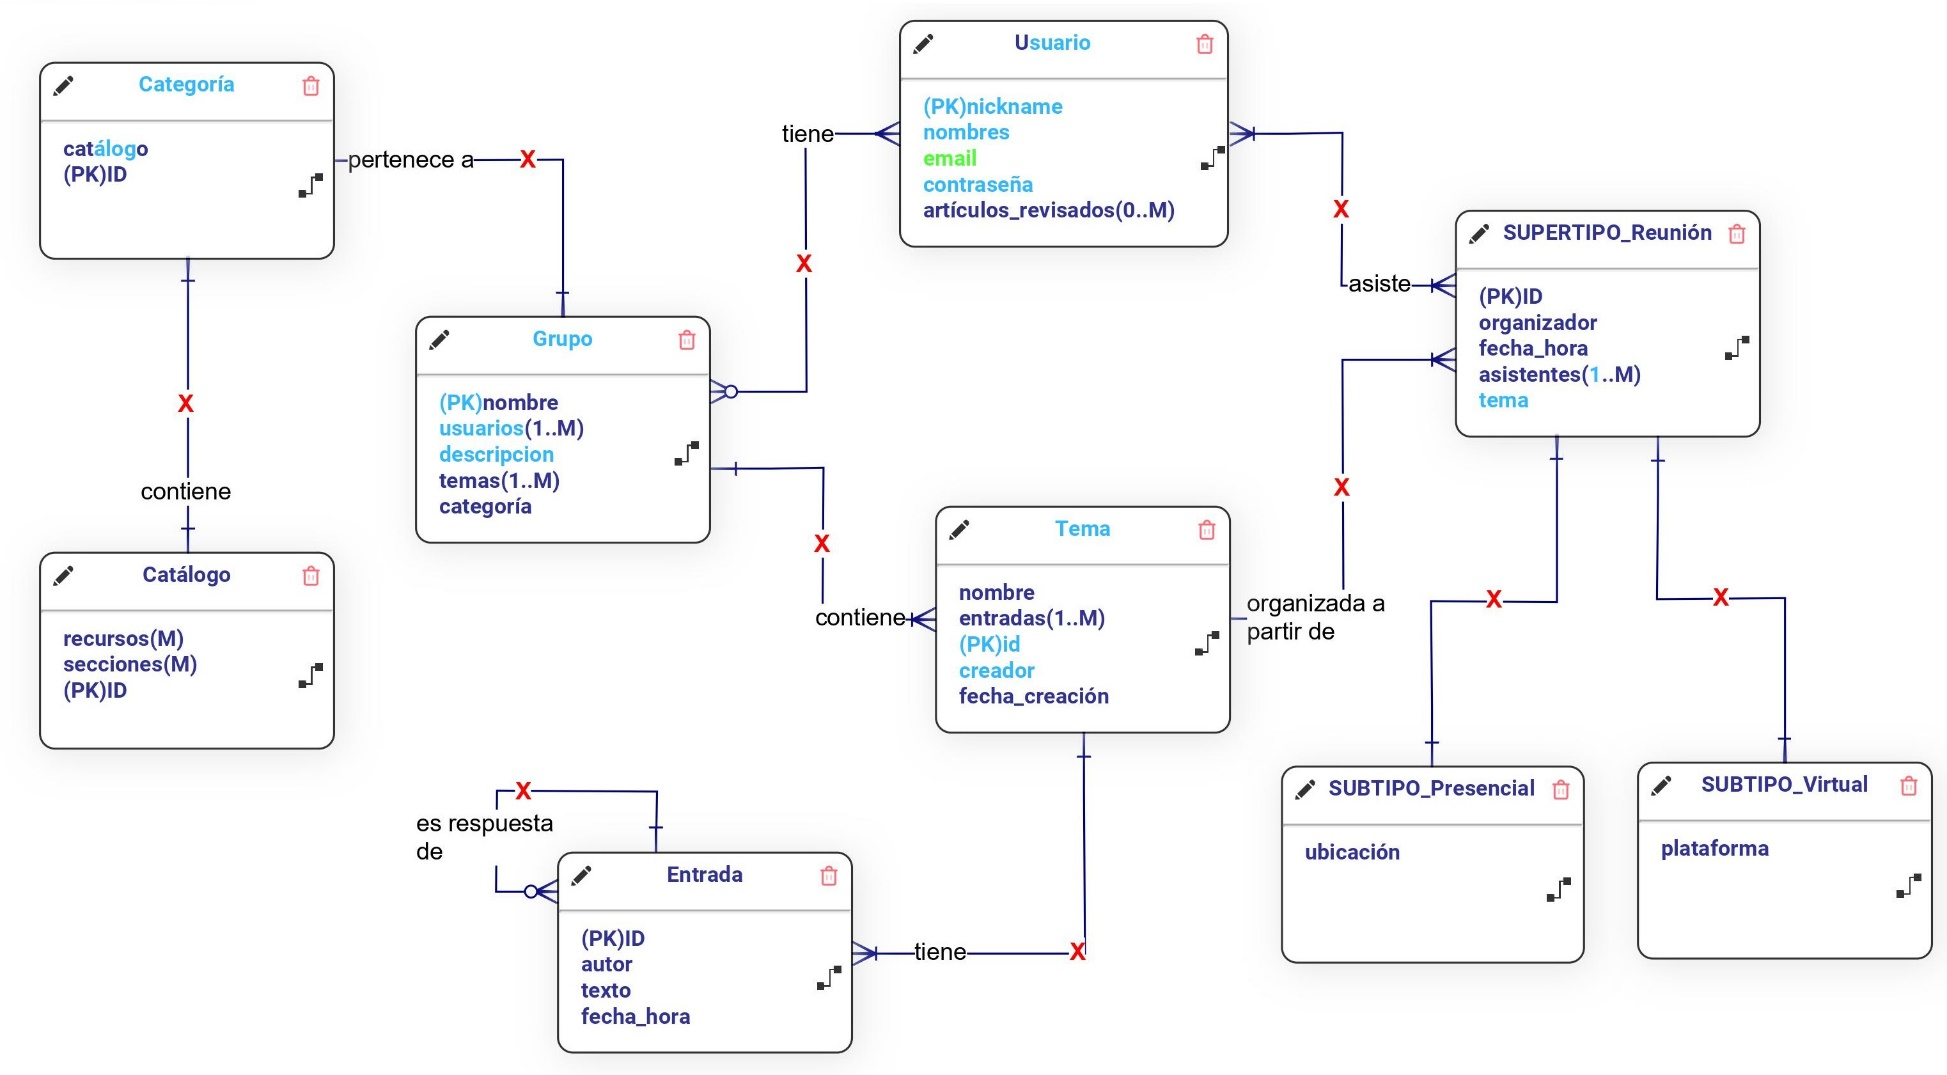 Categoría
catálogo
(PK)ID
pertenece a
X
X
contiene
Catálogo
recursos(M)
secciones(M)
(PK)ID
Grupo
(PK)nombre
usuarios(1..M)
descripcion
temas(1..M)
categoría
tiene
X
Usuario
(PK)nickname
nombres
email
contraseña
artículos_revisados(0..M)
X
asiste
SUPERTIPO_Reunión
(PK)ID
organizador
fecha_hora
asistentes(1..M)
tema
X
contiene
Tema
nombre
entradas(1..M)
(PK)id
creador
fecha_creación
X
organizada a
partir de
X
X
SUBTIPO_Presencial
ubicación
SUBTIPO_Virtual
plataforma
X
es respuesta
de
Entrada
(PK)ID
autor
texto
fecha_hora
tiene
X